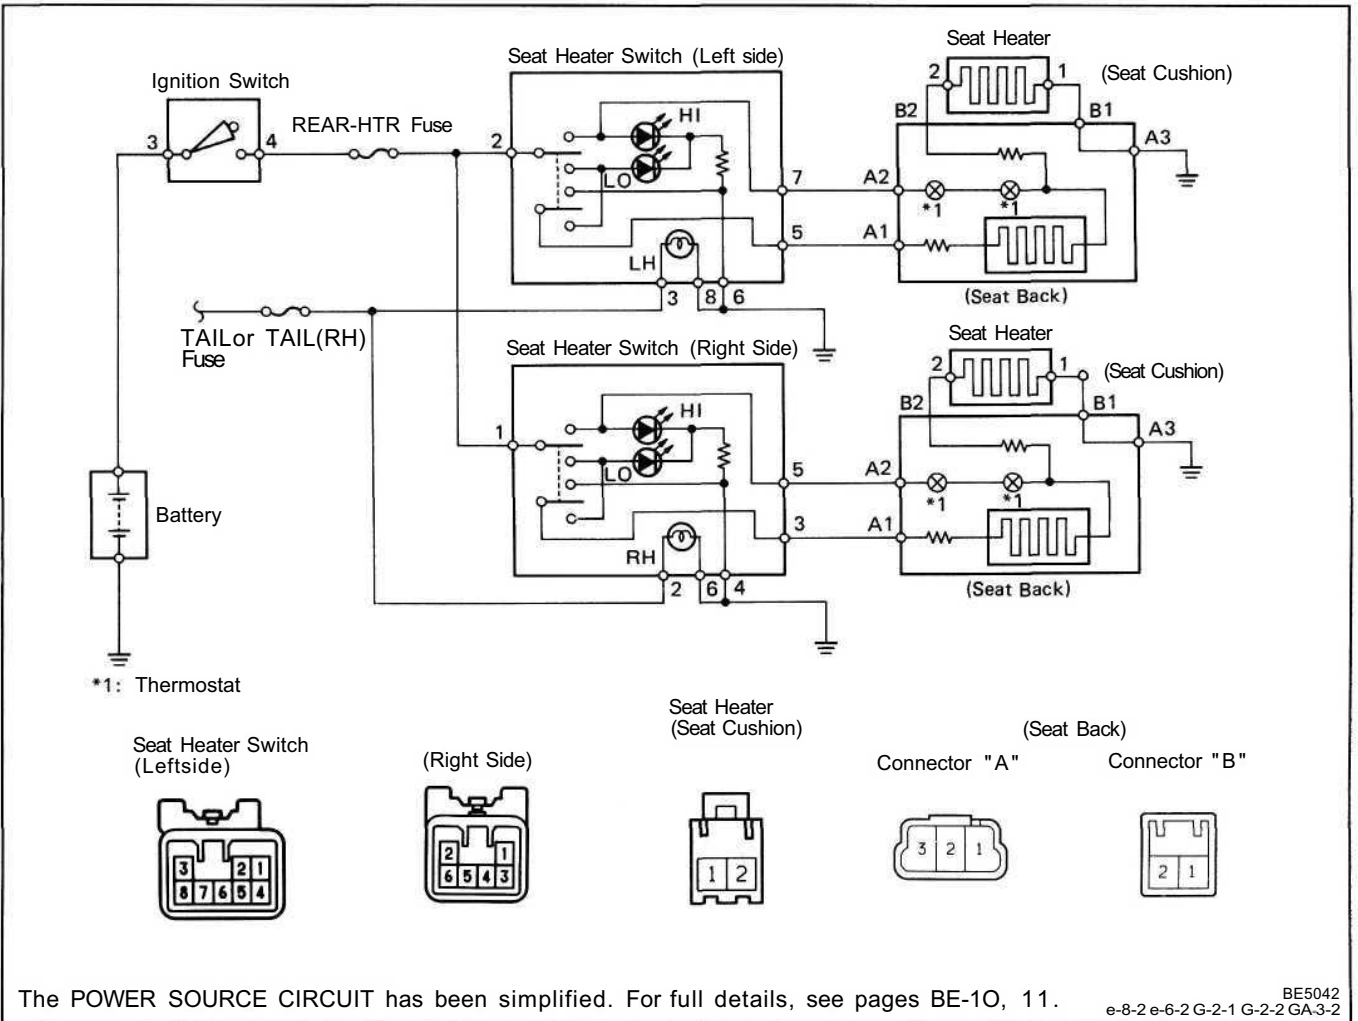 Seat Heater Switch (Left side)
Seat Heater
(Seat Cushion)
Ignition Switch
REAR-HTR Fuse
3
4
2
HI
LO
7
5
LH
3
8
6
2
1
B2
B1
A3
A2
*1
*1
A1
(Seat Back)
TAILor TAIL(RH)
Fuse
Seat Heater Switch (Right Side)
Seat Heater
(Seat Cushion)
1
HI
LO
5
3
RH
2
6
4
2
1
B2
B1
A3
A2
*1
*1
A1
(Seat Back)
Battery
*1: Thermostat
Seat Heater Switch
(Leftside)
(Right Side)
Seat Heater
(Seat Cushion)
(Seat Back)
Connector "A"
Connector "B"
3 2 1
8 7 6 5 4
2 1
6 5 4 3
1 2
3 2 1
2 1
The POWER SOURCE CIRCUIT has been simplified. For full details, see pages BE-1O, 11.
BE5042
e-8-2 e-6-2 G-2-1 G-2-2 GA-3-2